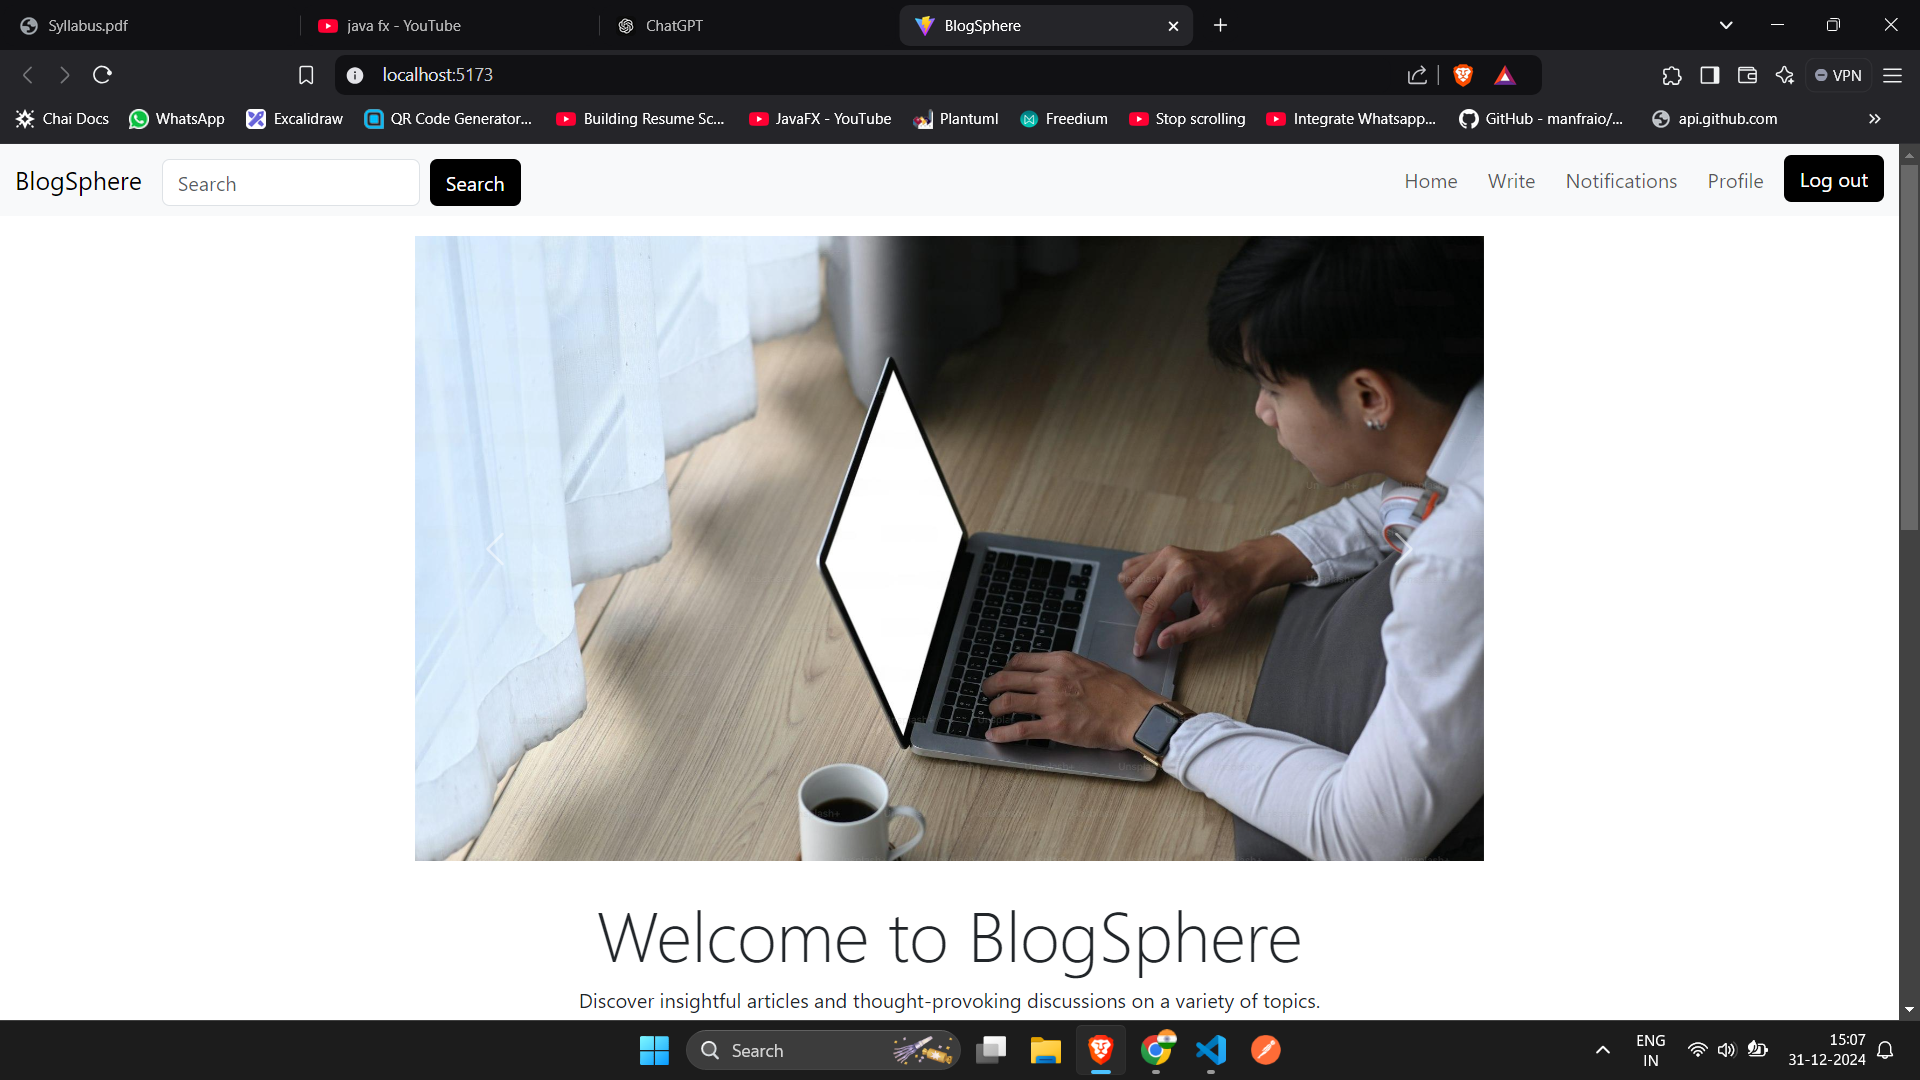 Syllabus.pdf
java fx - YouTube
ChatGPT
BlogSphere
localhost:5173
VPN
Chai Docs
WhatsApp
Excalidraw
QR Code Generator...
Building Resume Sc...
JavaFX - YouTube
Plantuml
Freedium
Stop scrolling
Integrate Whatsapp...
GitHub - manfraio/...
api.github.com
BlogSphere
Search
Search
Home
Write
Notifications
Profile
Log out
Welcome to BlogSphere
Discover insightful articles and thought-provoking discussions on a variety of topics.
Search
ENG
IN
15:07
31-12-2024